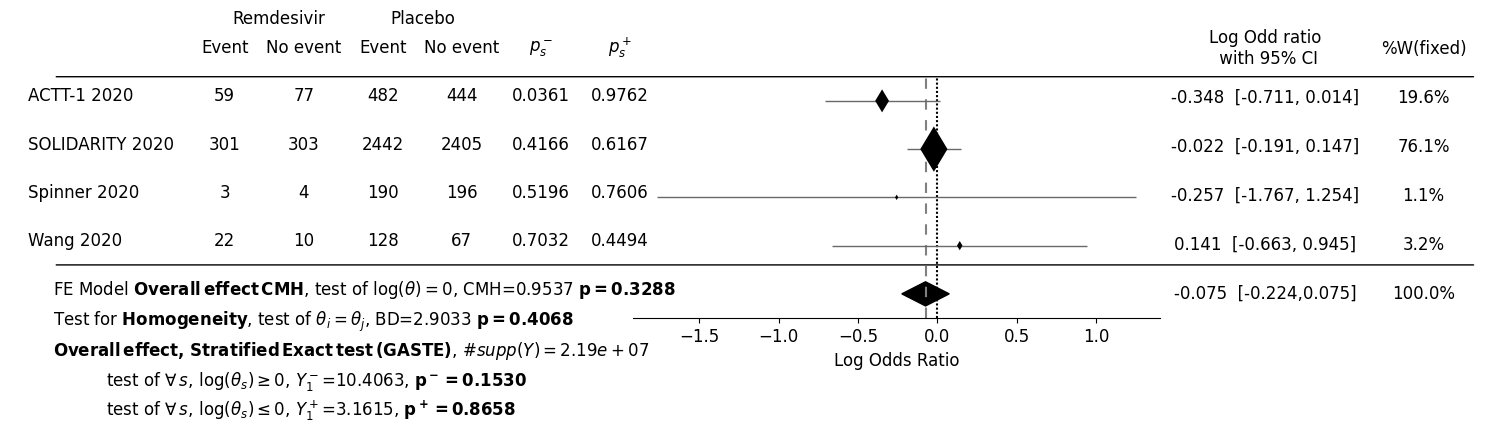 Remdesivir Placebo
Event No event Event No event $p_s^-$ $p_s^+$ Log Odd ratio with 95% CI %W(fixed)
ACTT-1 2020 59 77 482 444 0.0361 0.9762 -0.348 [-0.711, 0.014] 19.6%
SOLIDARITY 2020 301 303 2442 2405 0.4166 0.6167 -0.022 [-0.191, 0.147] 76.1%
Spinner 2020 3 4 190 196 0.5196 0.7606 -0.257 [-1.767, 1.254] 1.1%
Wang 2020 22 10 128 67 0.7032 0.4494 0.141 [-0.663, 0.945] 3.2%
FE Model Overall effect CMH, test of log(θ) = 0, CMH=0.9537 p = 0.3288 -0.075 [-0.224,0.075] 100.0%
Test for Homogeneity, test of $θ_i = θ_j$, BD=2.9033 p = 0.4068
−1.5 −1.0 −0.5 0.0 0.5 1.0
Overall effect, Stratified Exact test (GASTE), #supp(Y) = 2.19e + 07
Log Odds Ratio
test of ∀ s, log($θ_s$) ≥ 0, $Y_1^-$=10.4063, p⁻ = 0.1530
test of ∀ s, log($θ_s$) ≤ 0, $Y_1^+$=3.1615, p⁺ = 0.8658